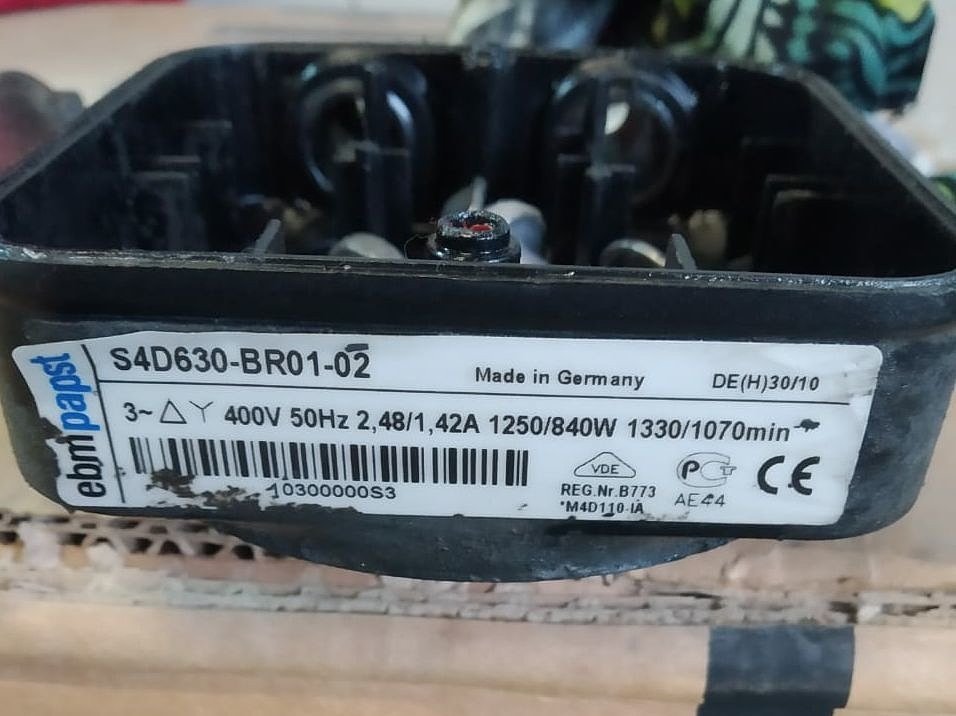 ebmpapst
S4D630-BR01-02
Made in Germany
DE(H)30/10
3~ △ Y 400V 50Hz 2,48/1,42A 1250/840W 1330/1070min
10300000S3
VDE
REG.Nr.B773
*M4D110-IA
PCT
AE44
CE